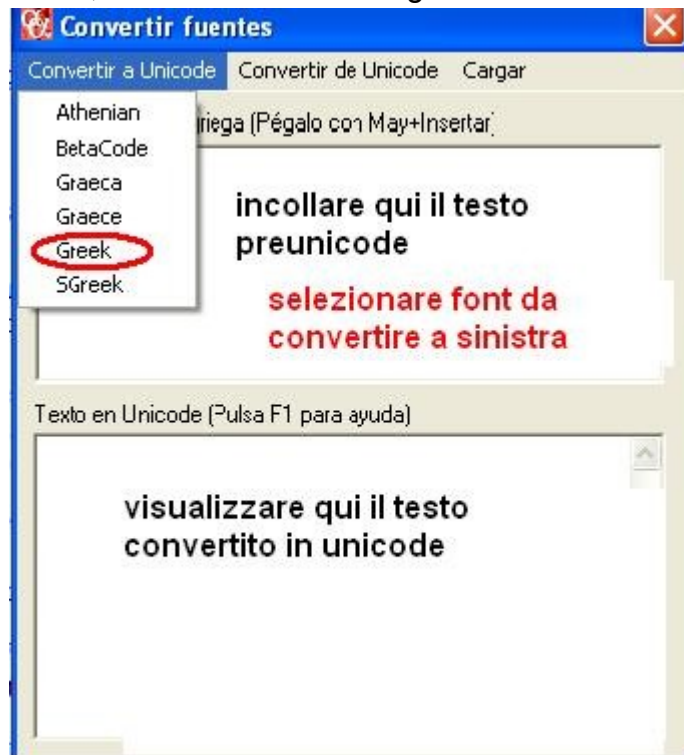 Convertir fuentes
Convertir a Unicode Convertir de Unicode Cargar
Athenian
riega (Pégalo con May+Insertar)
BetaCode
Graeca
Graece
Greek
SGreek
incollare qui il testo
preunicode
selezionare font da
convertire a sinistra
Texto en Unicode (Pulsa F1 para ayuda)
visualizzare qui il testo
convertito in unicode